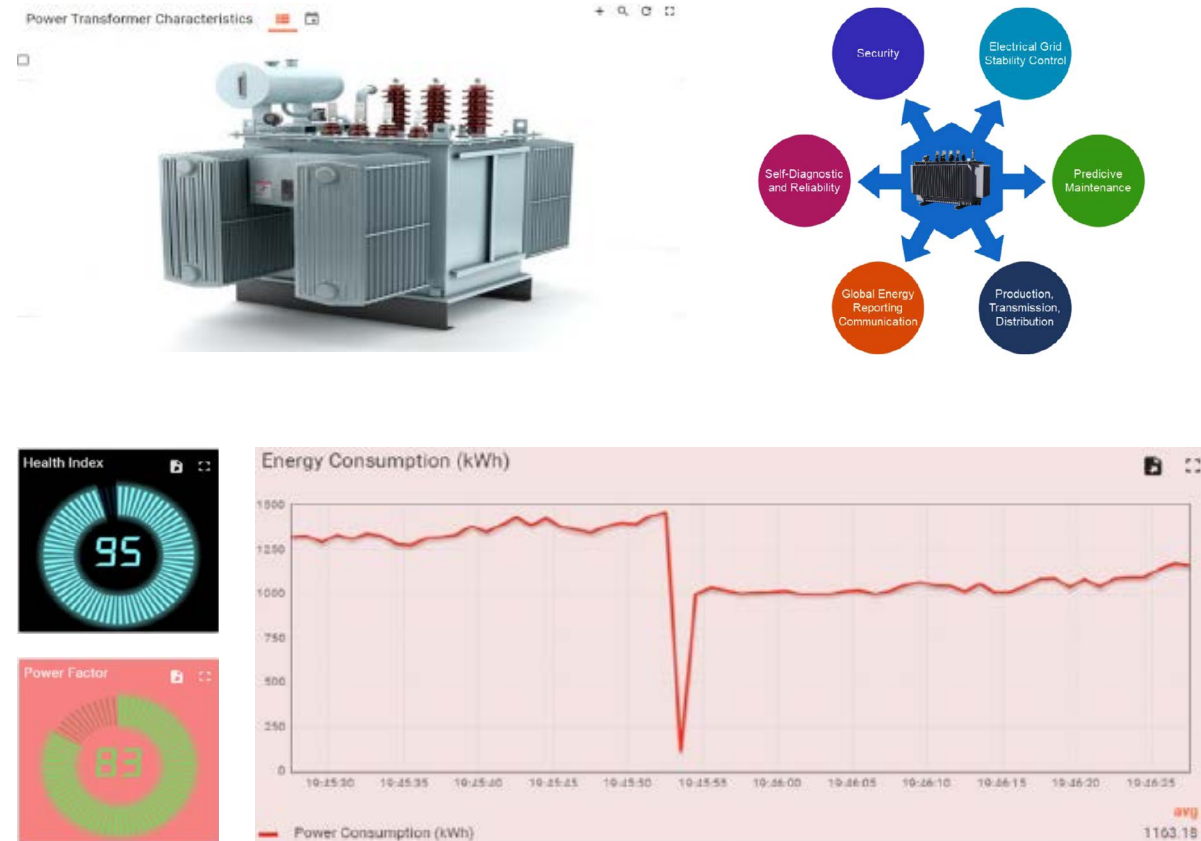 Power Transformer Characteristics
Security
Electrical Grid
Stability Control
Self-Diagnostic
and Reliability
Predicive
Maintenance
Global Energy
Reporting
Communication
Production,
Transmission,
Distribution
Health Index
95
Power Factor
83
Energy Consumption (kWh)
1500
1250
1000
750
500
250
0
19:45:30 19:45:35 19:45:40 19:45:45 19:45:50 19:45:55 19:46:00 19:46:05 19:46:10 19:46:15 19:46:20 19:46:25
avg
Power Consumption (kWh) 1163.18